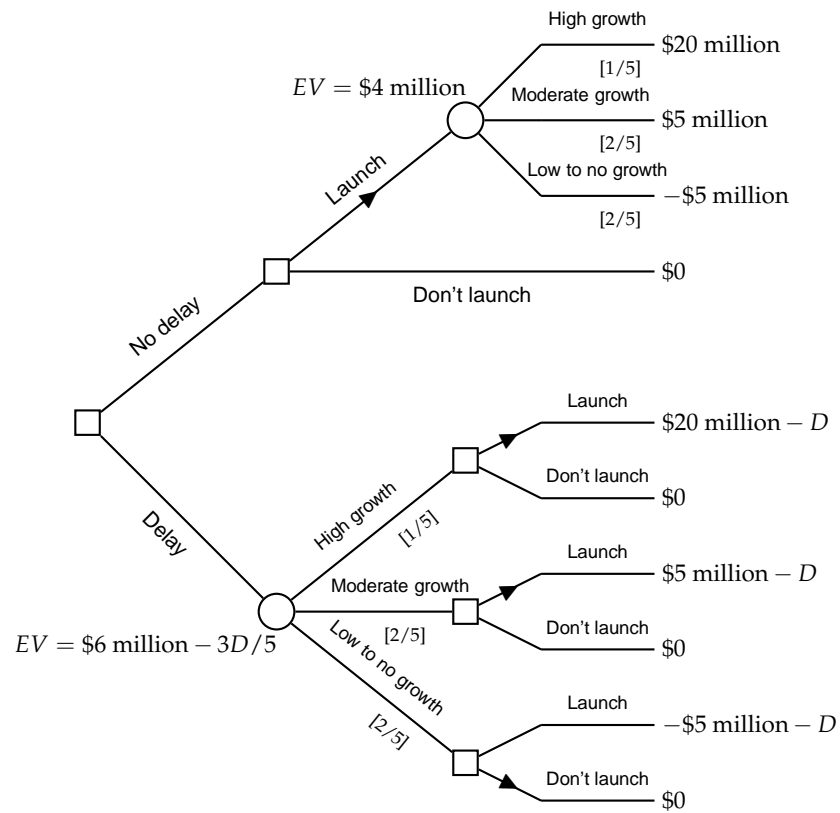 High growth
$20 million
[1/5]
EV = $4 million
Moderate growth
$5 million
[2/5]
Low to no growth
−$5 million
[2/5]
Launch
$0
Don't launch
No delay
Delay
Launch
$20 million − D
High growth
[1/5]
Don't launch
$0
Launch
$5 million − D
Moderate growth
[2/5]
Don't launch
$0
EV = $6 million − 3D/5
Low to no growth
[2/5]
Launch
−$5 million − D
Don't launch
$0